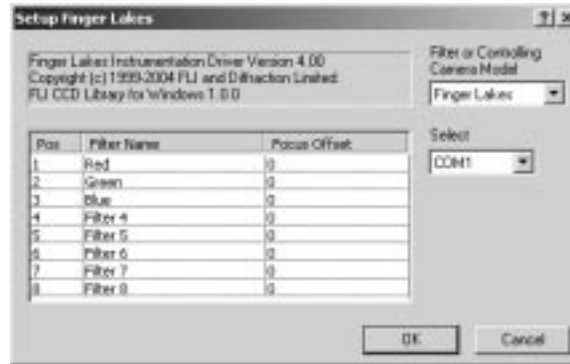 Setup Finger Lakes
Finger Lakes Instrumentation Driver Version 4.00
Copyright (c) 1999-2004 FLI and Diffraction Limited.
FLI CCD Library for Windows 1.0.0
Filter or Controlling
Camera Model
Finger Lakes
Select
COM1
Pos Filter Name Focus Offset
1 Red 0
2 Green 0
3 Blue 0
4 Filter 4 0
5 Filter 5 0
6 Filter 6 0
7 Filter 7 0
8 Filter 8 0
OK Cancel